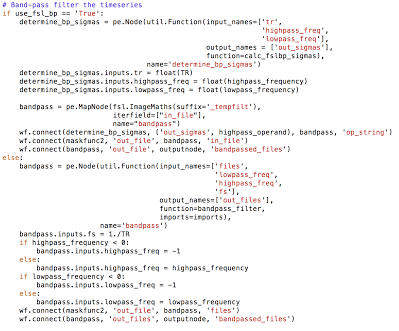 # Band-pass filter the timeseries
if use_fsl_bp == 'True':
    determine_bp_sigmas = pe.Node(util.Function(input_names=['tr',
                                                             'highpass_freq',
                                                             'lowpass_freq'],
                                                output_names = ['out_sigmas'],
                                                function=calc_fslbp_sigmas),
                                  name='determine_bp_sigmas')
    determine_bp_sigmas.inputs.tr = float(TR)
    determine_bp_sigmas.inputs.highpass_freq = float(highpass_frequency)
    determine_bp_sigmas.inputs.lowpass_freq = float(lowpass_frequency)

    bandpass = pe.MapNode(fsl.ImageMaths(suffix='_tempfilt'),
                          iterfield=["in_file"],
                          name="bandpass")
    wf.connect(determine_bp_sigmas, ('out_sigmas', highpass_operand), bandpass, 'op_string')
    wf.connect(maskfunc2, 'out_file', bandpass, 'in_file')
    wf.connect(bandpass, 'out_file', outputnode, 'bandpassed_files')
else:
    bandpass = pe.Node(util.Function(input_names=['files',
                                                  'lowpass_freq',
                                                  'highpass_freq',
                                                  'fs'],
                                     output_names=['out_files'],
                                     function=bandpass_filter,
                                     imports=imports),
                       name='bandpass')
    bandpass.inputs.fs = 1./TR
    if highpass_frequency < 0:
        bandpass.inputs.highpass_freq = -1
    else:
        bandpass.inputs.highpass_freq = highpass_frequency
    if lowpass_frequency < 0:
        bandpass.inputs.lowpass_freq = -1
    else:
        bandpass.inputs.lowpass_freq = lowpass_frequency
    wf.connect(maskfunc2, 'out_file', bandpass, 'files')
    wf.connect(bandpass, 'out_files', outputnode, 'bandpassed_files')